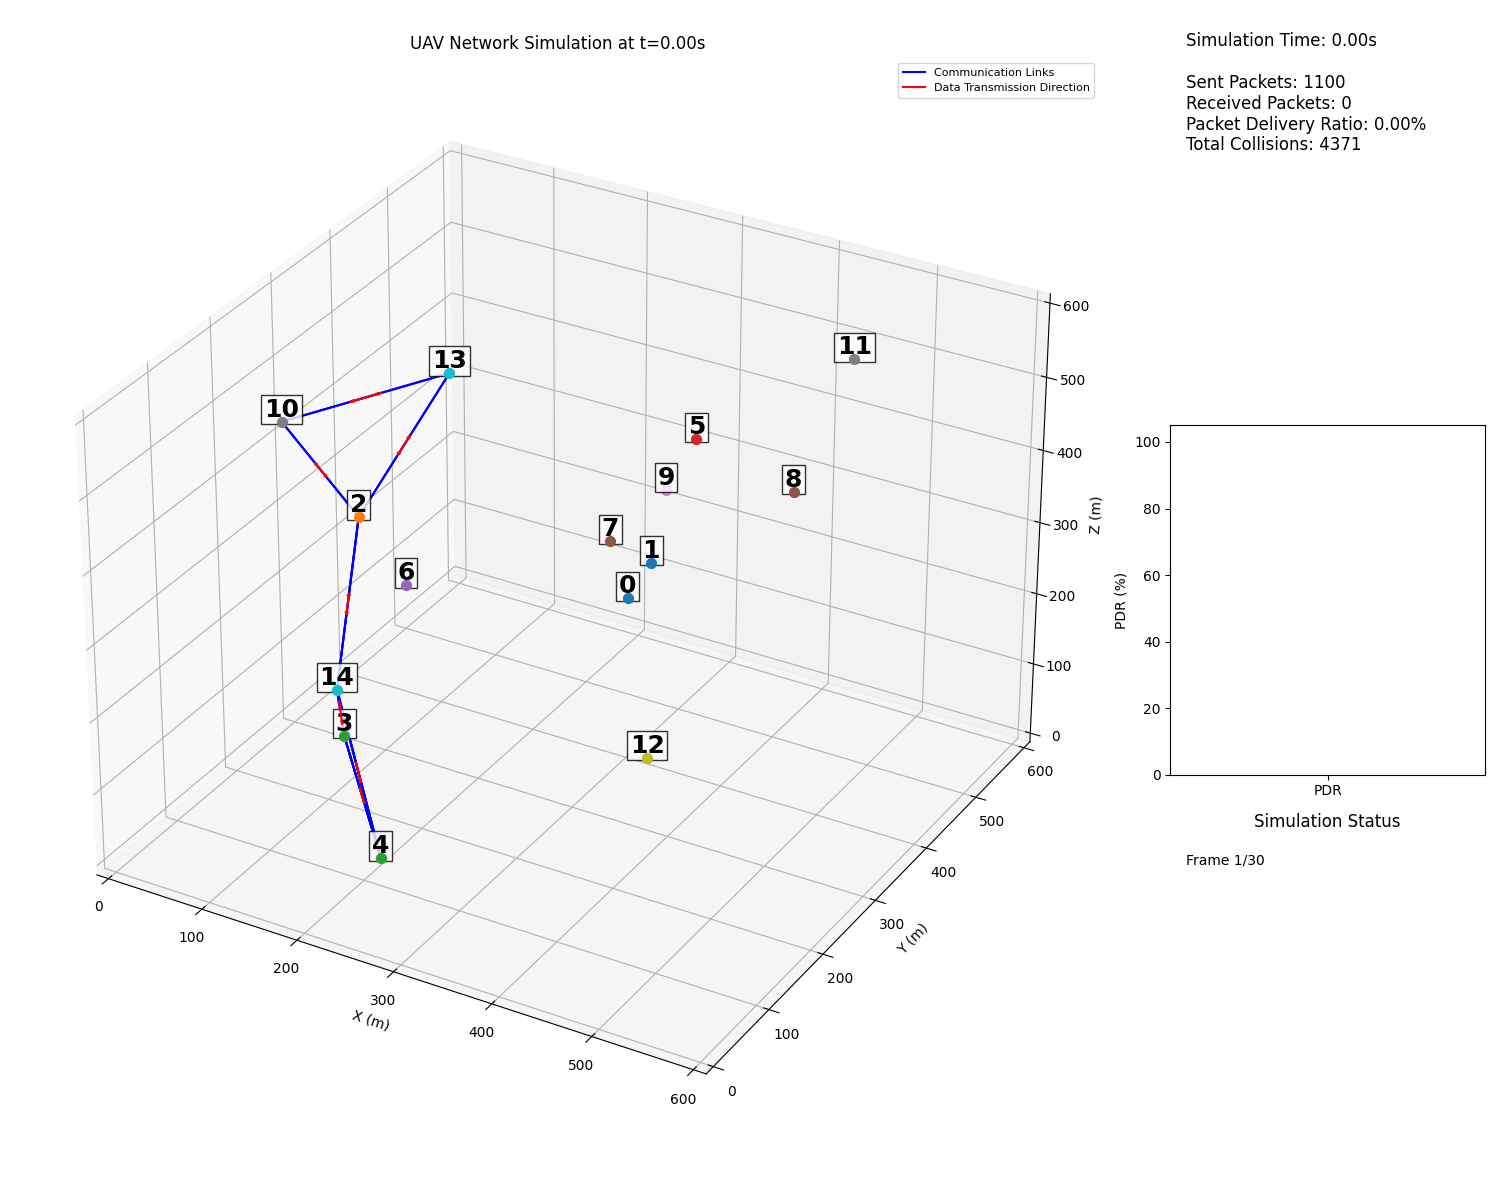 UAV Network Simulation at t=0.00s
Communication Links
Data Transmission Direction
Simulation Time: 0.00s
Sent Packets: 1100
Received Packets: 0
Packet Delivery Ratio: 0.00%
Total Collisions: 4371
13
11
10
5
9
8
2
7
1
6
0
14
3
12
4
600
500
400
300
200
100
0
Z (m)
600
500
400
300
200
100
0
Y (m)
0
100
200
300
400
500
600
X (m)
100
80
60
40
20
0
PDR (%)
PDR
Simulation Status
Frame 1/30